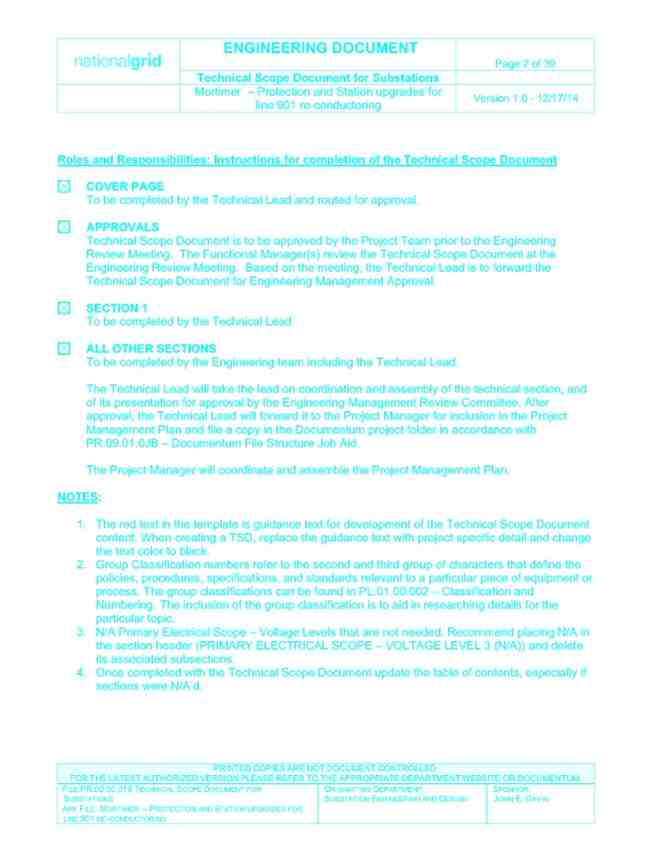 nationalgrid
ENGINEERING DOCUMENT
Page 2 of 39
Technical Scope Document for Substations
Mortimer – Protection and Station upgrades for
line 901 re-conductoring
Version 1.0 - 12/17/14
Roles and Responsibilities: Instructions for completion of the Technical Scope Document
COVER PAGE
To be completed by the Technical Lead and routed for approval.
APPROVALS
Technical Scope Document is to be approved by the Project Team prior to the Engineering
Review Meeting. The Functional Manager(s) review the Technical Scope Document at the
Engineering Review Meeting. Based on the meeting, the Technical Lead is to forward the
Technical Scope Document for Engineering Management Approval.
SECTION 1
To be completed by the Technical Lead
ALL OTHER SECTIONS
To be completed by the Engineering team including the Technical Lead.
The Technical Lead will take the lead on coordination and assembly of the technical section, and
of its presentation for approval by the Engineering Management Review Committee. After
approval, the Technical Lead will forward it to the Project Manager for inclusion in the Project
Management Plan and file a copy in the Documentum project folder in accordance with
PR.09.01.0JB – Documentum File Structure Job Aid.
The Project Manager will coordinate and assemble the Project Management Plan.
NOTES:
1. The red text in the template is guidance text for development of the Technical Scope Document
content. When creating a TSD, replace the guidance text with project specific detail and change
the text color to black.
2. Group Classification numbers refer to the second and third group of characters that define the
policies, procedures, specifications, and standards relevant to a particular piece of equipment or
process. The group classifications can be found in PL.01.00.002 – Classification and
Numbering. The inclusion of the group classification is to aid in researching details for the
particular topic.
3. N/A Primary Electrical Scope – Voltage Levels that are not needed. Recommend placing N/A in
the section header (PRIMARY ELECTRICAL SCOPE – VOLTAGE LEVEL 3 (N/A)) and delete
its associated subsections.
4. Once completed with the Technical Scope Document update the table of contents, especially if
sections were N/A'd.
PRINTED COPIES ARE NOT DOCUMENT CONTROLLED.
FOR THE LATEST AUTHORIZED VERSION PLEASE REFER TO THE APPROPRIATE DEPARTMENT WEBSITE OR DOCUMENTUM.
TECHNICAL SCOPE DOCUMENT FOR
SUBSTATIONS
FILE: MORTIMER – PROTECTION AND STATION UPGRADES FOR
LINE 901 RE-CONDUCTORING
ORIGINATING DEPARTMENT:
SUBSTATION ENGINEERING AND DESIGN
SPONSOR:
JOHN E.